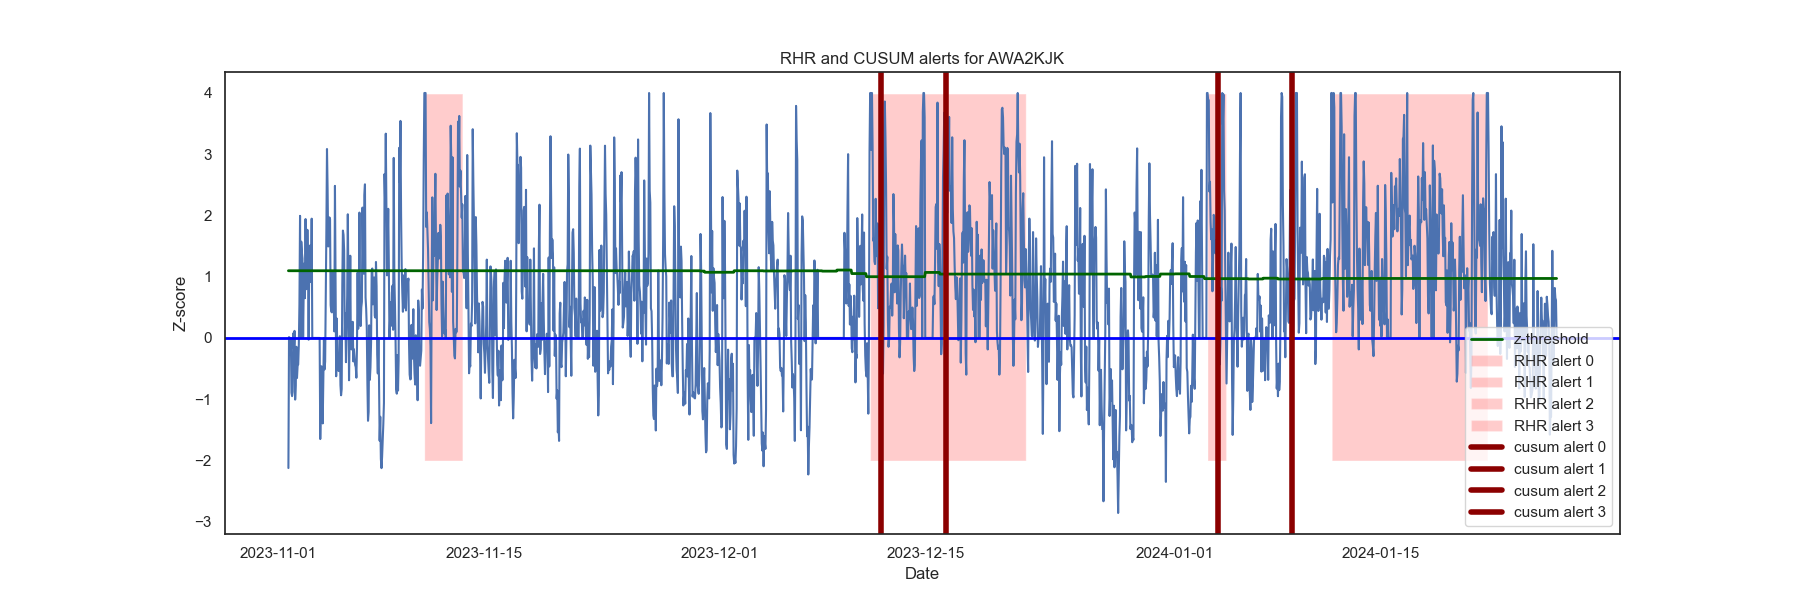 RHR and CUSUM alerts for AWA2KJK
4
3
2
1
0
−1
−2
−3
Z-score
z-threshold
RHR alert 0
RHR alert 1
RHR alert 2
RHR alert 3
cusum alert 0
cusum alert 1
cusum alert 2
cusum alert 3
2023-11-01
2023-11-15
2023-12-01
2023-12-15
2024-01-01
2024-01-15
Date